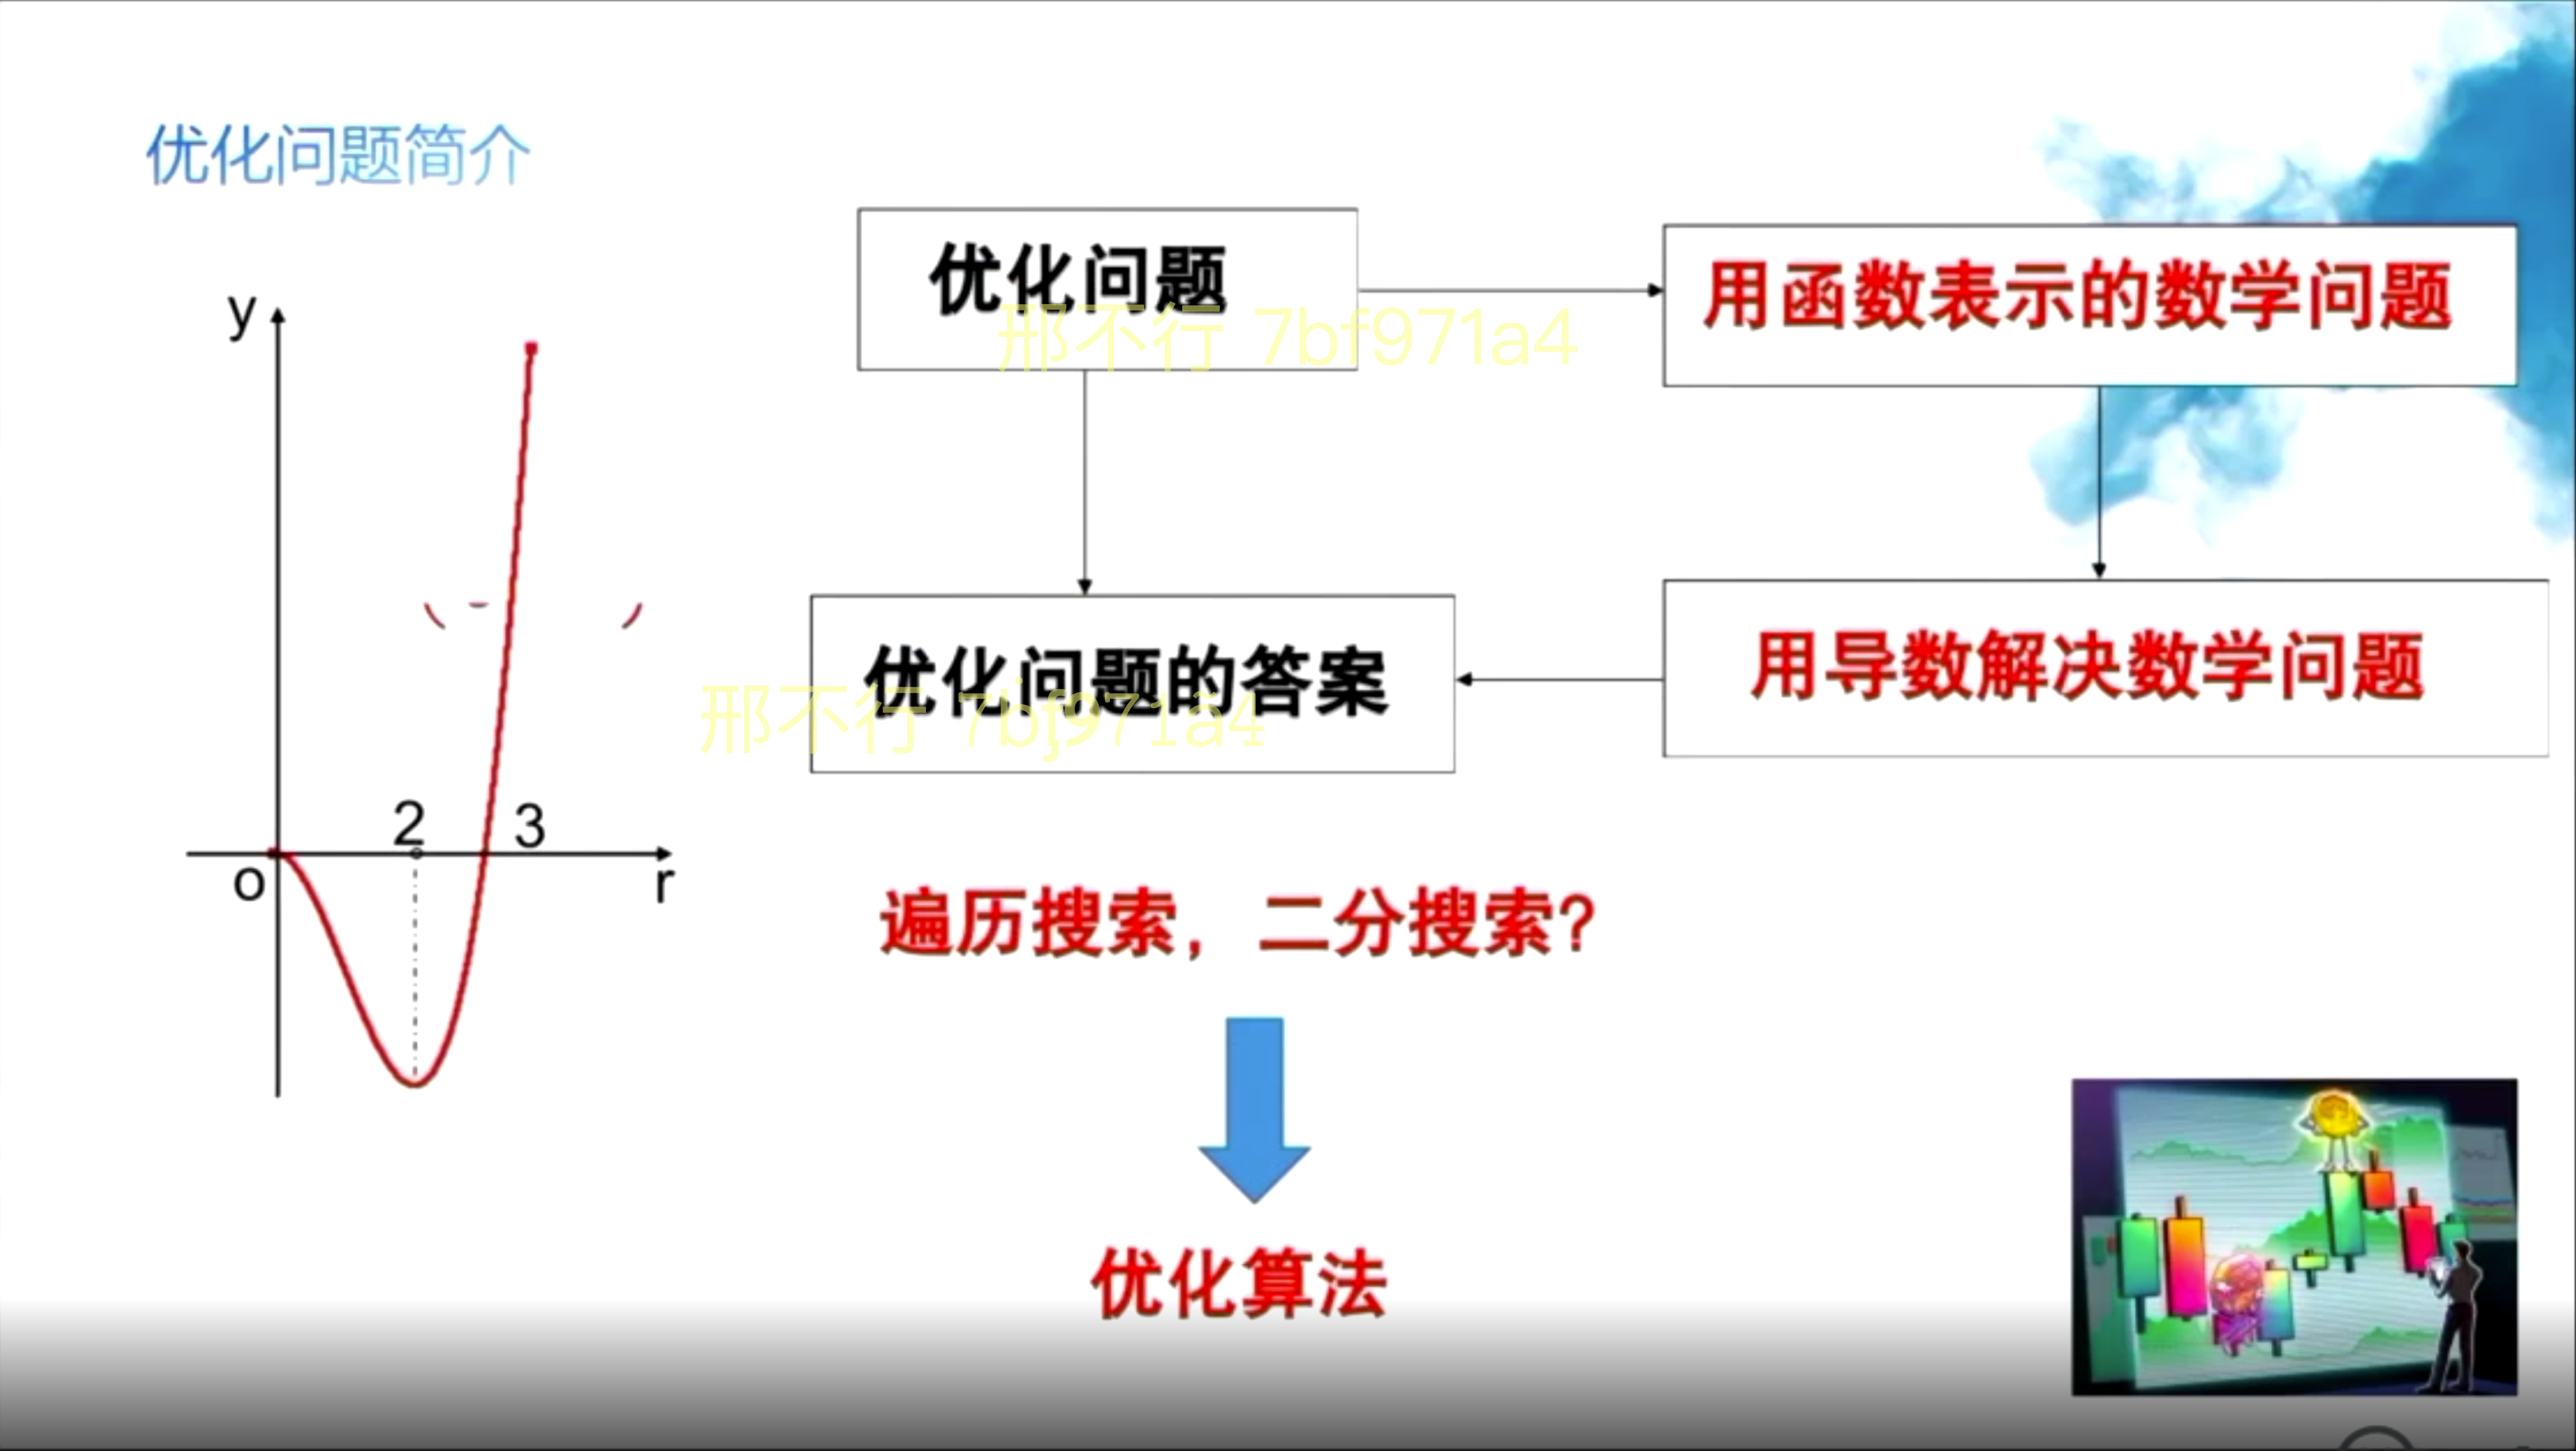 优化问题简介
y
2
3
o
r
优化问题
用函数表示的数学问题
邢不行 7bf971a4
优化问题的答案
用导数解决数学问题
邢不行 7bf971a4
遍历搜索，二分搜索？
优化算法